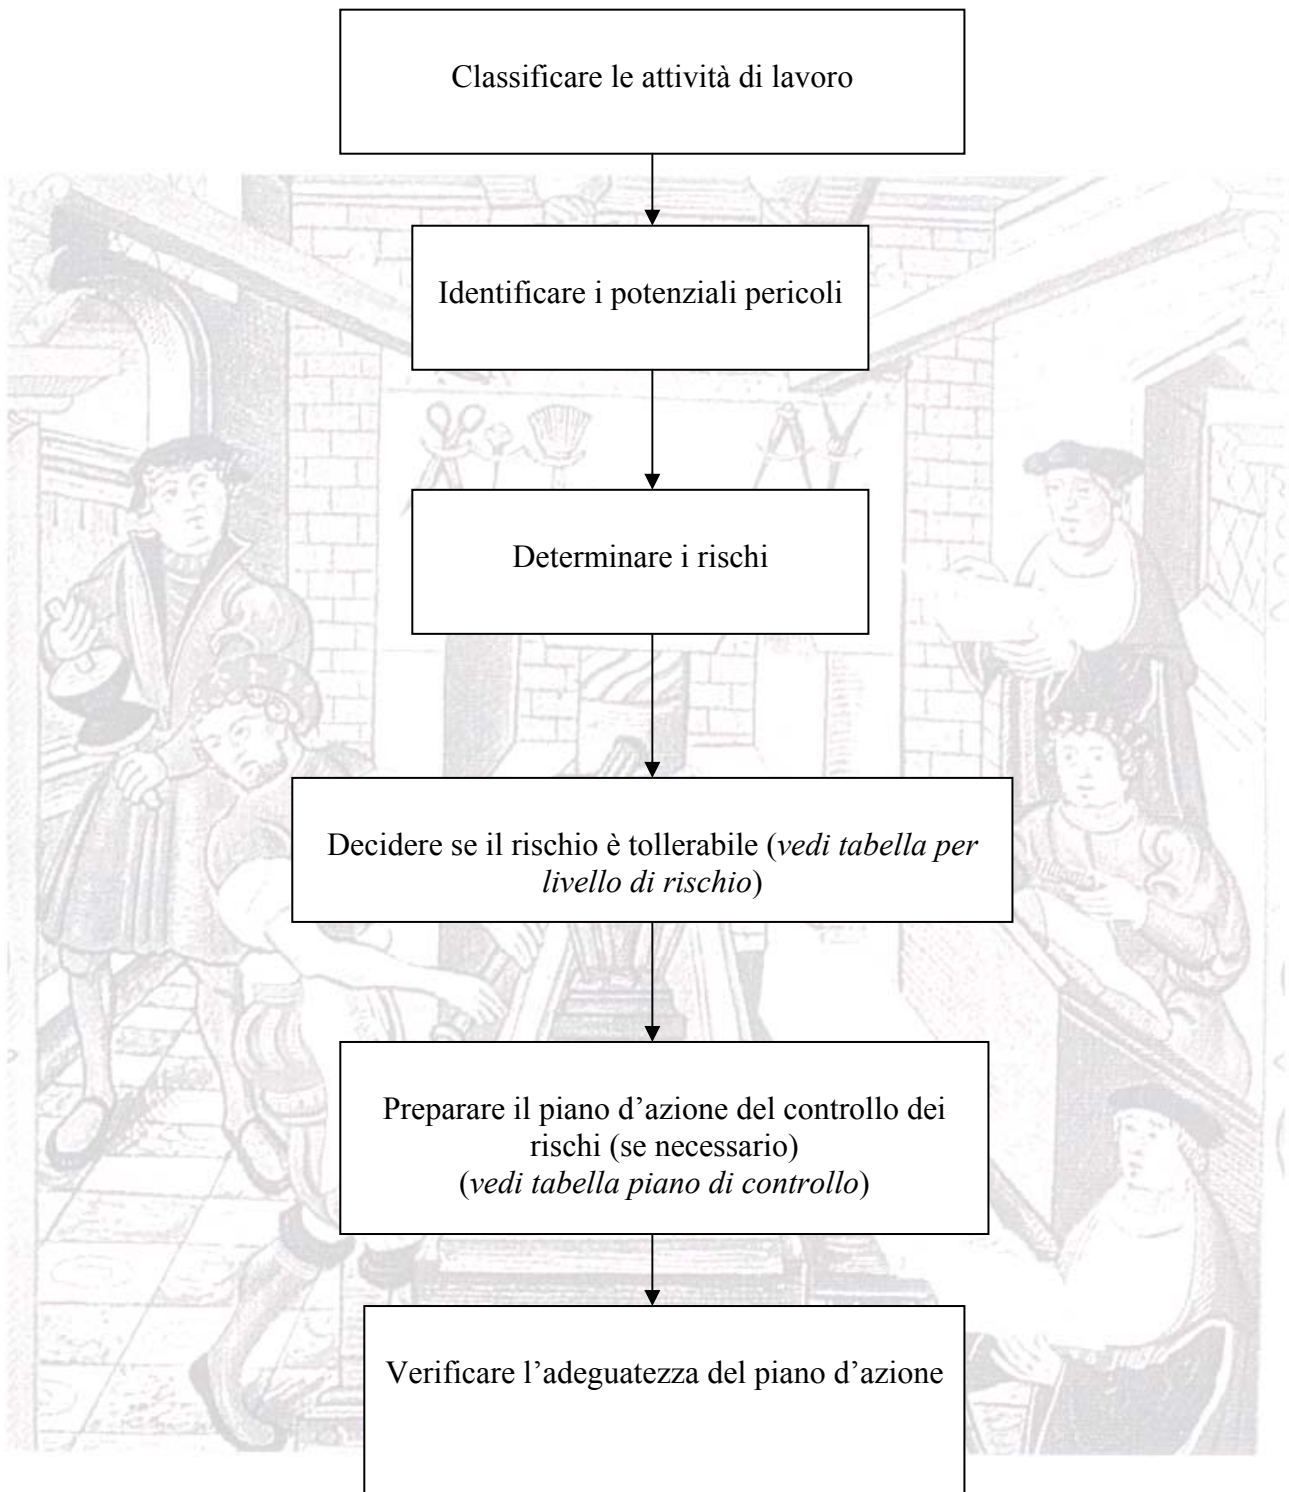 Classificare le attività di lavoro
Identificare i potenziali pericoli
Determinare i rischi
Decidere se il rischio è tollerabile (vedi tabella per
livello di rischio)
Preparare il piano d’azione del controllo dei
rischi (se necessario)
(vedi tabella piano di controllo)
Verificare l’adeguatezza del piano d’azione